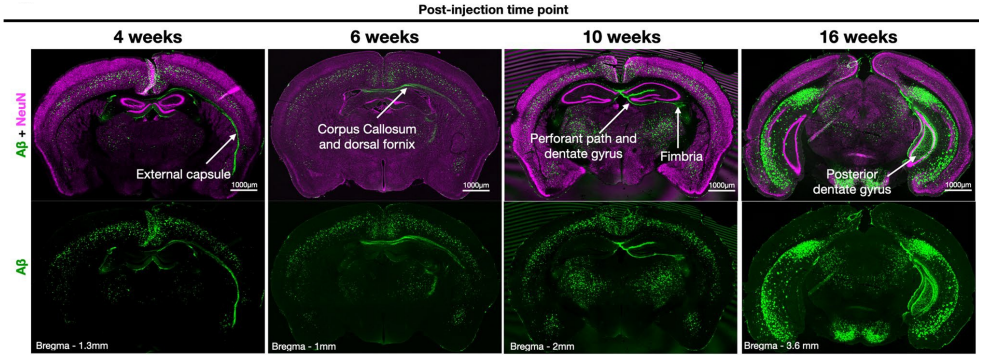 Post-injection time point
4 weeks
6 weeks
10 weeks
16 weeks
Aβ + NeuN
External capsule
1000μm
Corpus Callosum
and dorsal fornix
1000μm
Perforant path and
dentate gyrus
Fimbria
1000μm
Posterior
dentate gyrus
1000μm
Aβ
Bregma - 1.3mm
Bregma - 1mm
Bregma - 2mm
Bregma - 3.6 mm